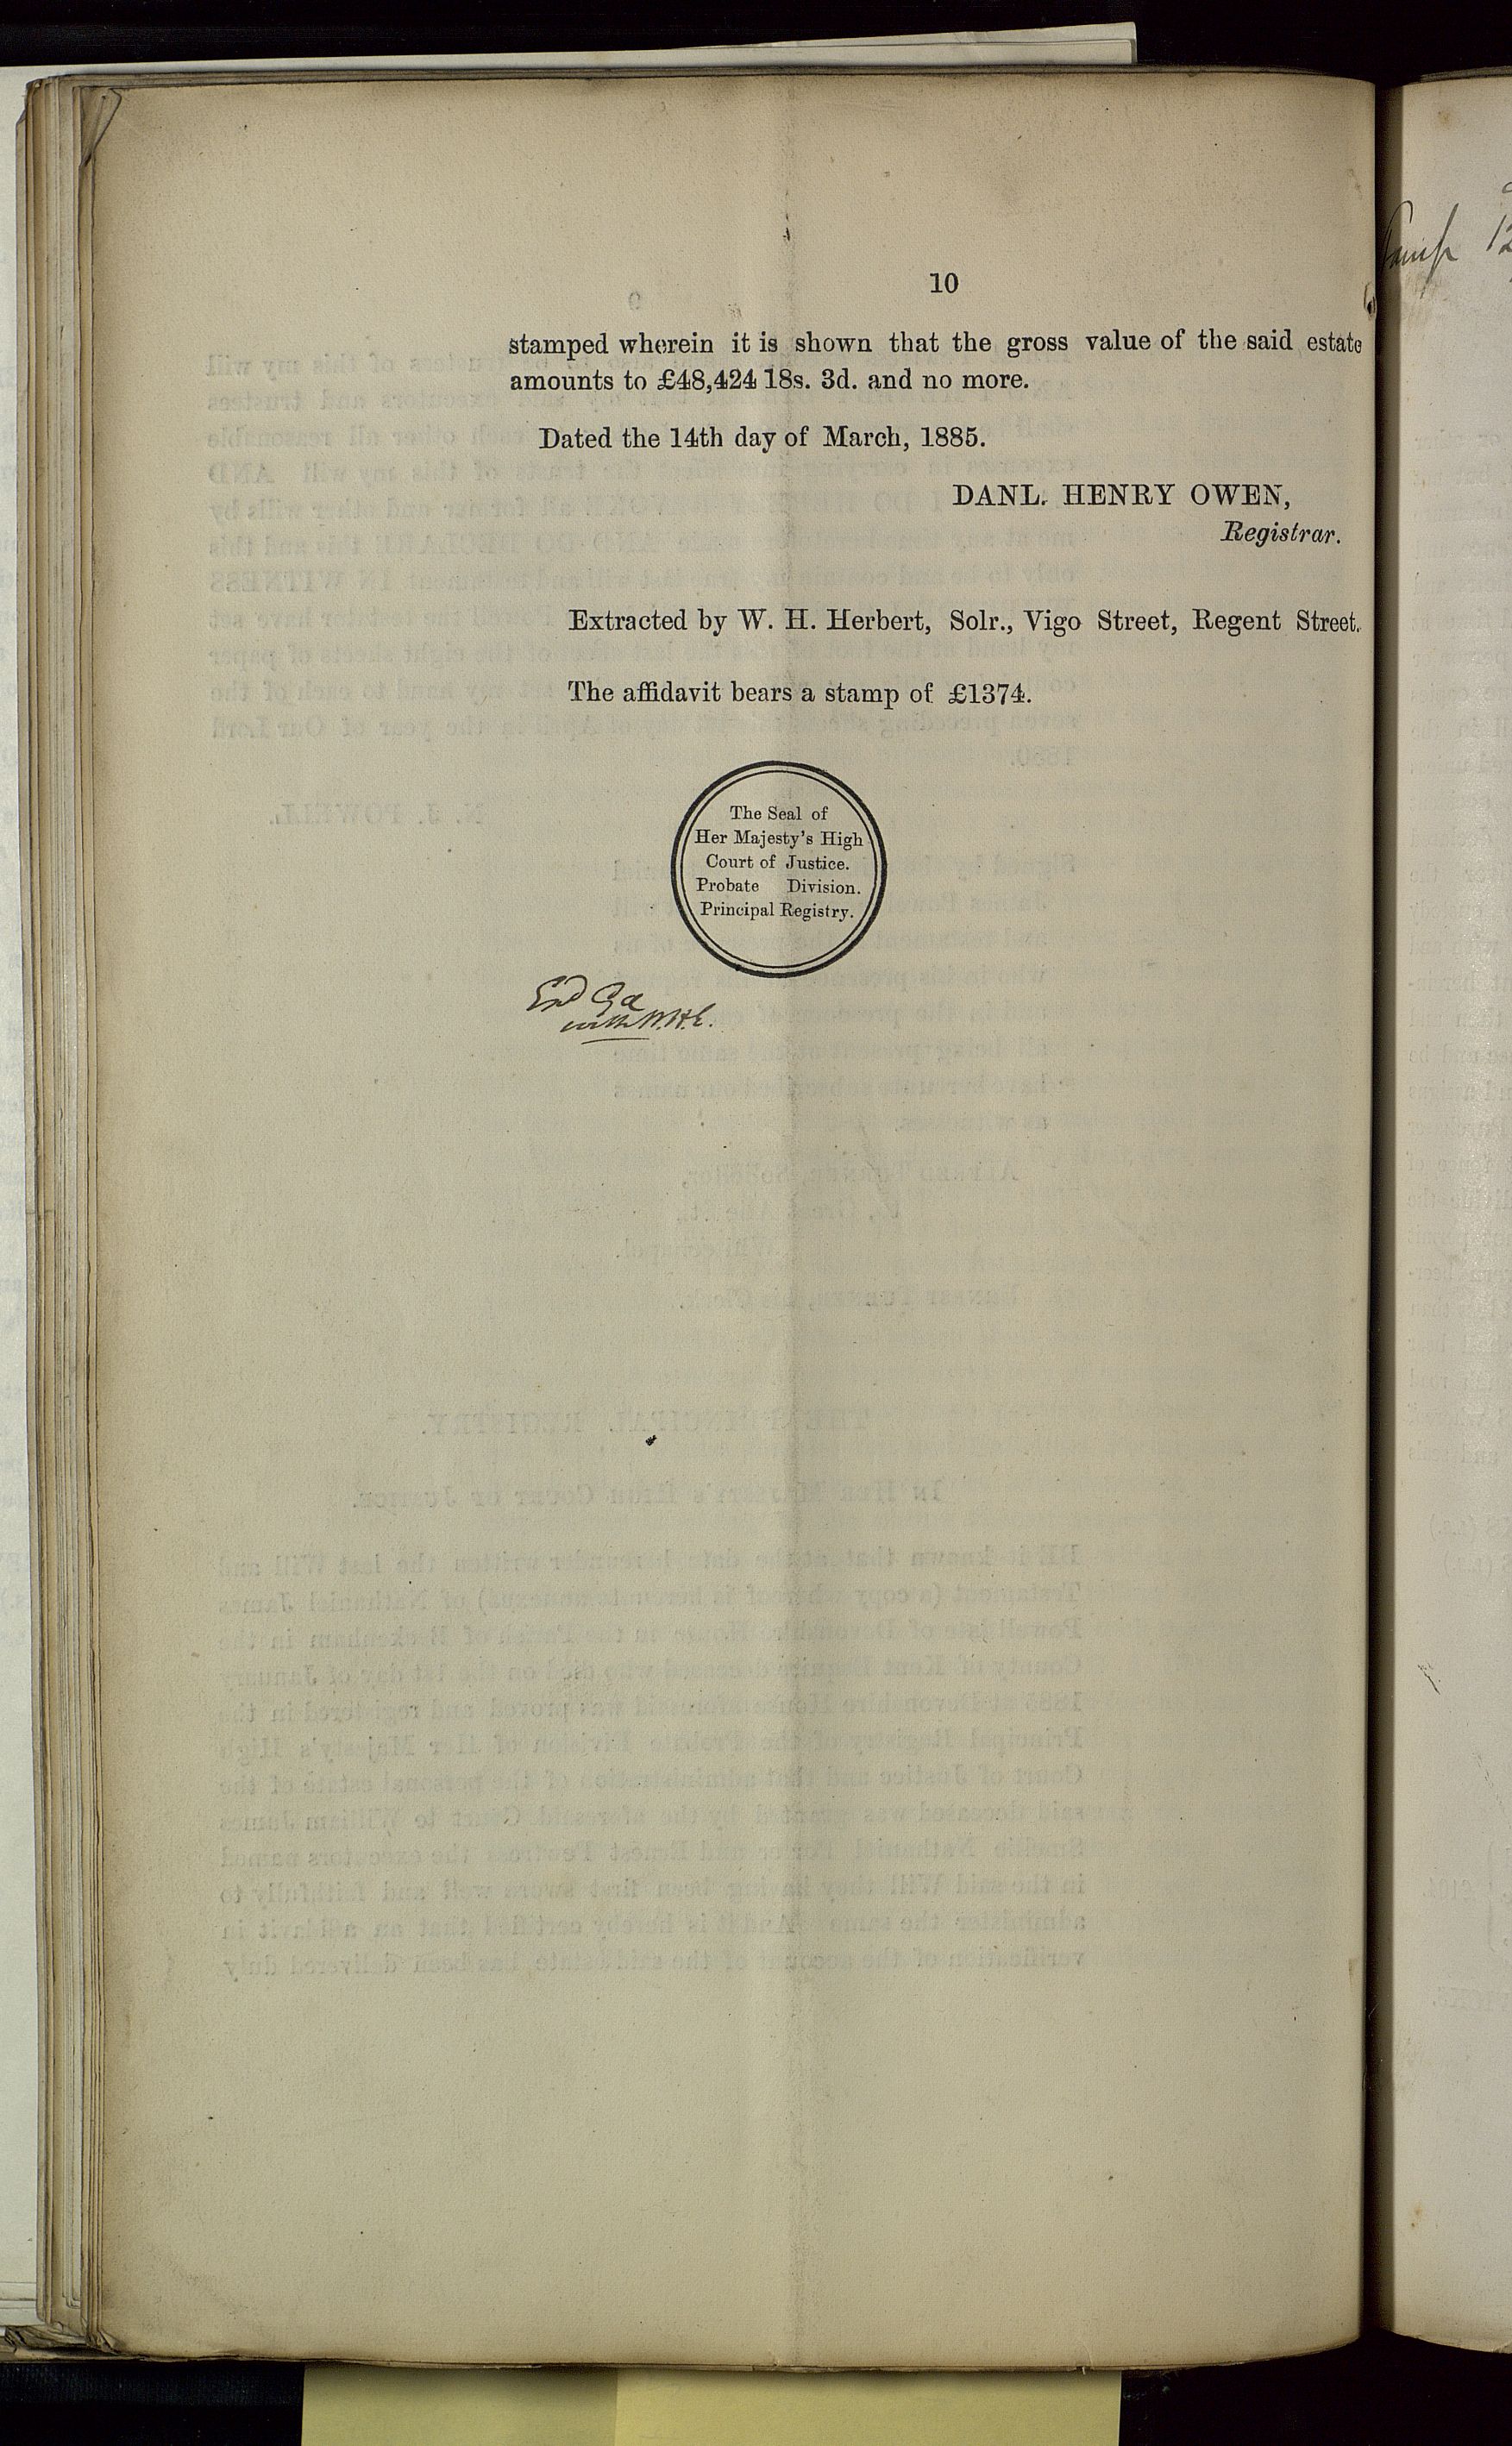 10
stamped wherein it is shown that the gross value of the said estate
amounts to £48,424 18s. 3d. and no more.
Dated the 14th day of March, 1885.
DANL. HENRY OWEN,
Registrar.
Extracted by W. H. Herbert, Solr., Vigo Street, Regent Street.
The affidavit bears a stamp of £1374.
The Seal of
Her Majesty's High
Court of Justice.
Probate Division.
Principal Registry.
Exd
with W.H.